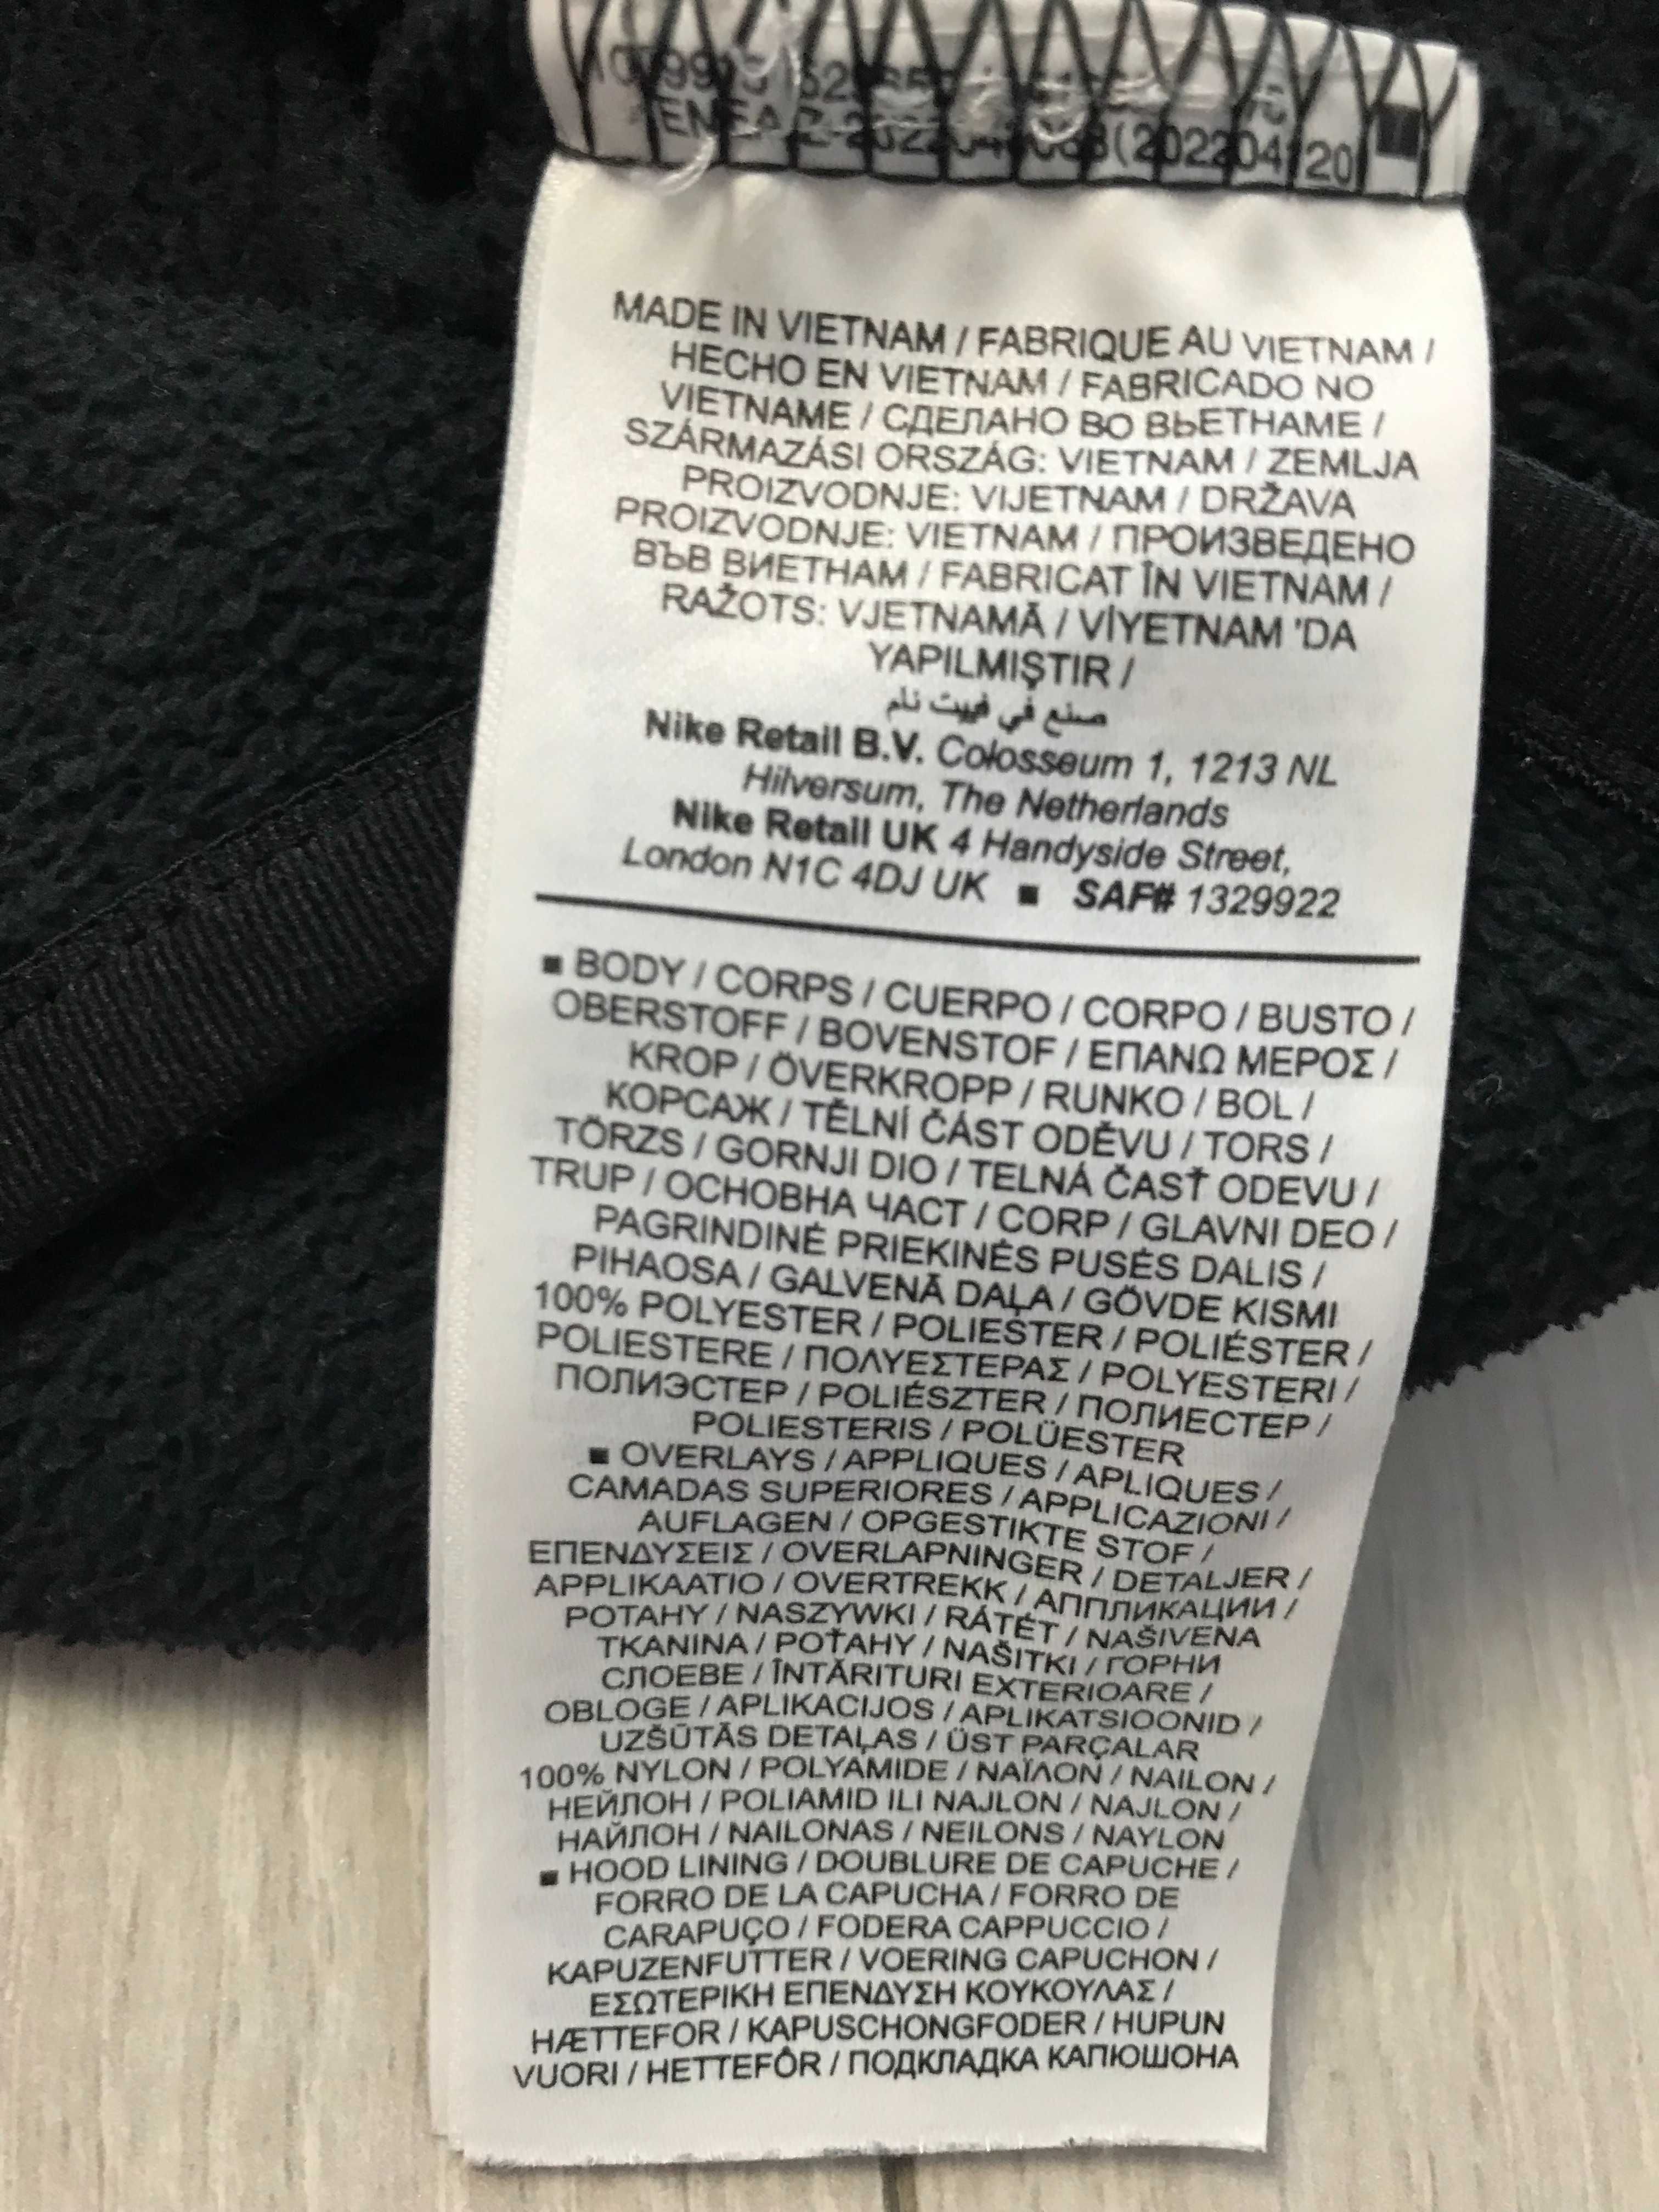 MADE IN VIETNAM / FABRIQUE AU VIETNAM /
HECHO EN VIETNAM / FABRICADO NO
VIETNAME / СДЕЛАНО ВО ВЬЕТНАМЕ /
SZÁRMAZÁSI ORSZÁG: VIETNAM / ZEMLJA
PROIZVODNJE: VIJETNAM / DRŽAVA
PROIZVODNJE: VIETNAM / ПРОИЗВЕДЕНО
ВЪВ ВИЕТНАМ / FABRICAT ÎN VIETNAM /
RAŽOTS: VJETNAMĀ / VİYETNAM 'DA
YAPILMIŞTIR /
صنع في فييت نام
Nike Retail B.V. Colosseum 1, 1213 NL
Hilversum, The Netherlands
Nike Retail UK 4 Handyside Street,
London N1C 4DJ UK ■ SAF# 1329922
■ BODY / CORPS / CUERPO / CORPO / BUSTO /
OBERSTOFF / BOVENSTOF / ΕΠΑΝΩ ΜΕΡΟΣ /
KROP / ÖVERKROPP / RUNKO / BOL /
КОРСАЖ / TĚLNÍ ČÁST ODĚVU / TORS /
TÖRZS / GORNJI DIO / TELNÁ ČASŤ ODEVU /
TRUP / ОСНОВНА ЧАСТ / CORP / GLAVNI DEO /
PAGRINDINĖ PRIEKINĖS PUSĖS DALIS /
PIHAOSA / GALVENĀ DAĻA / GÖVDE KISMI
100% POLYESTER / POLIESTER / POLIÉSTER /
POLIESTERE / ΠΟΛΥΕΣΤΕΡΑΣ / POLYESTERI /
ПОЛИЭСТЕР / POLIÉSZTER / ПОЛИЕСТЕР /
POLIESTERIS / POLÜESTER
■ OVERLAYS / APPLIQUES / APLIQUES /
CAMADAS SUPERIORES / APPLICAZIONI /
AUFLAGEN / OPGESTIKTE STOF /
ΕΠΕΝΔΥΣΕΙΣ / OVERLAPNINGER / DETALJER /
APPLIKAATIO / OVERTREKK / АППЛИКАЦИИ /
POTAHY / NASZYWKI / RÁTÉT / NAŠIVENA
TKANINA / POŤAHY / NAŠITKI / ГОРНИ
СЛОЕВЕ / ÎNTĂRITURI EXTERIOARE /
OBLOGE / APLIKACIJOS / APLIKATSIOONID /
UZŠŪTĀS DETAĻAS / ÜST PARÇALAR
100% NYLON / POLYAMIDE / ΝΑΪΛΟΝ / NAILON /
НЕЙЛОН / POLIAMID ILI NAJLON / NAJLON /
НАЙЛОН / NAILONAS / NEILONS / NAYLON
■ HOOD LINING / DOUBLURE DE CAPUCHE /
FORRO DE LA CAPUCHA / FORRO DE
CARAPUÇO / FODERA CAPPUCCIO /
KAPUZENFUTTER / VOERING CAPUCHON /
ΕΣΩΤΕΡΙΚΗ ΕΠΕΝΔΥΣΗ ΚΟΥΚΟΥΛΑΣ /
HÆTTEFOR / KAPUSCHONGFODER / HUPUN
VUORI / HETTEFÔR / ПОДКЛАДКА КАПЮШОНА